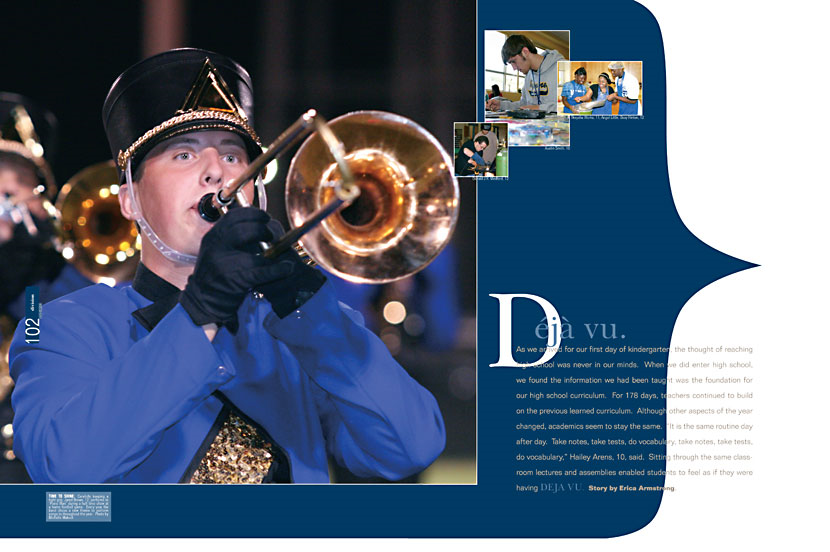 Austin Smith, 10.
102
division
Dêjà vu.
As we arrived for our first day of kindergarten, the thought of reaching
high school was never in our minds. When we did enter high school,
we found the information we had been taught was the foundation for
our high school curriculum. For 178 days, teachers continued to build
on the previous learned curriculum. Although other aspects of the year
changed, academics seem to stay the same. "It is the same routine day
after day. Take notes, take tests, do vocabulary, take notes, take tests,
do vocabulary," Hailey Arens, 10, said. Sitting through the same class-
room lectures and assemblies enabled students to feel as if they were
having DEJA VU. Story by Erica Armstrong.
TIME TO SHINE.